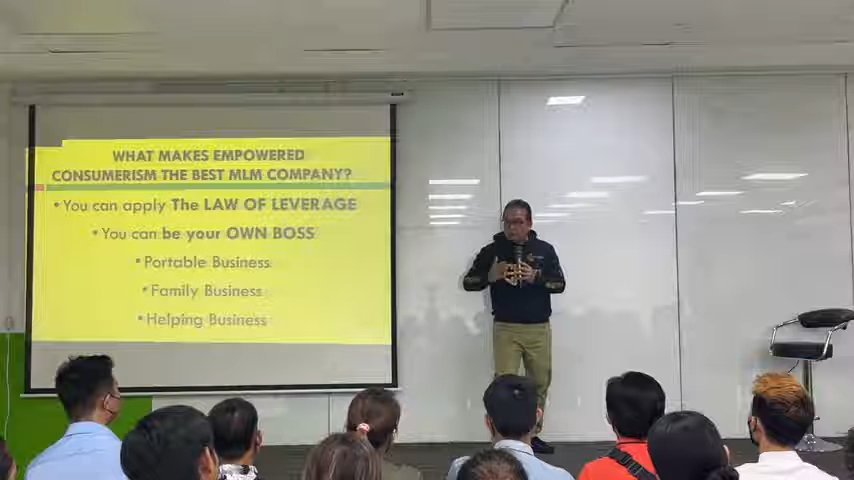 WHAT MAKES EMPOWERED
CONSUMERISM THE BEST MLM COMPANY?
• You can apply The LAW OF LEVERAGE
• You can be your OWN BOSS
• Portable Business
• Family Business
• Helping Business